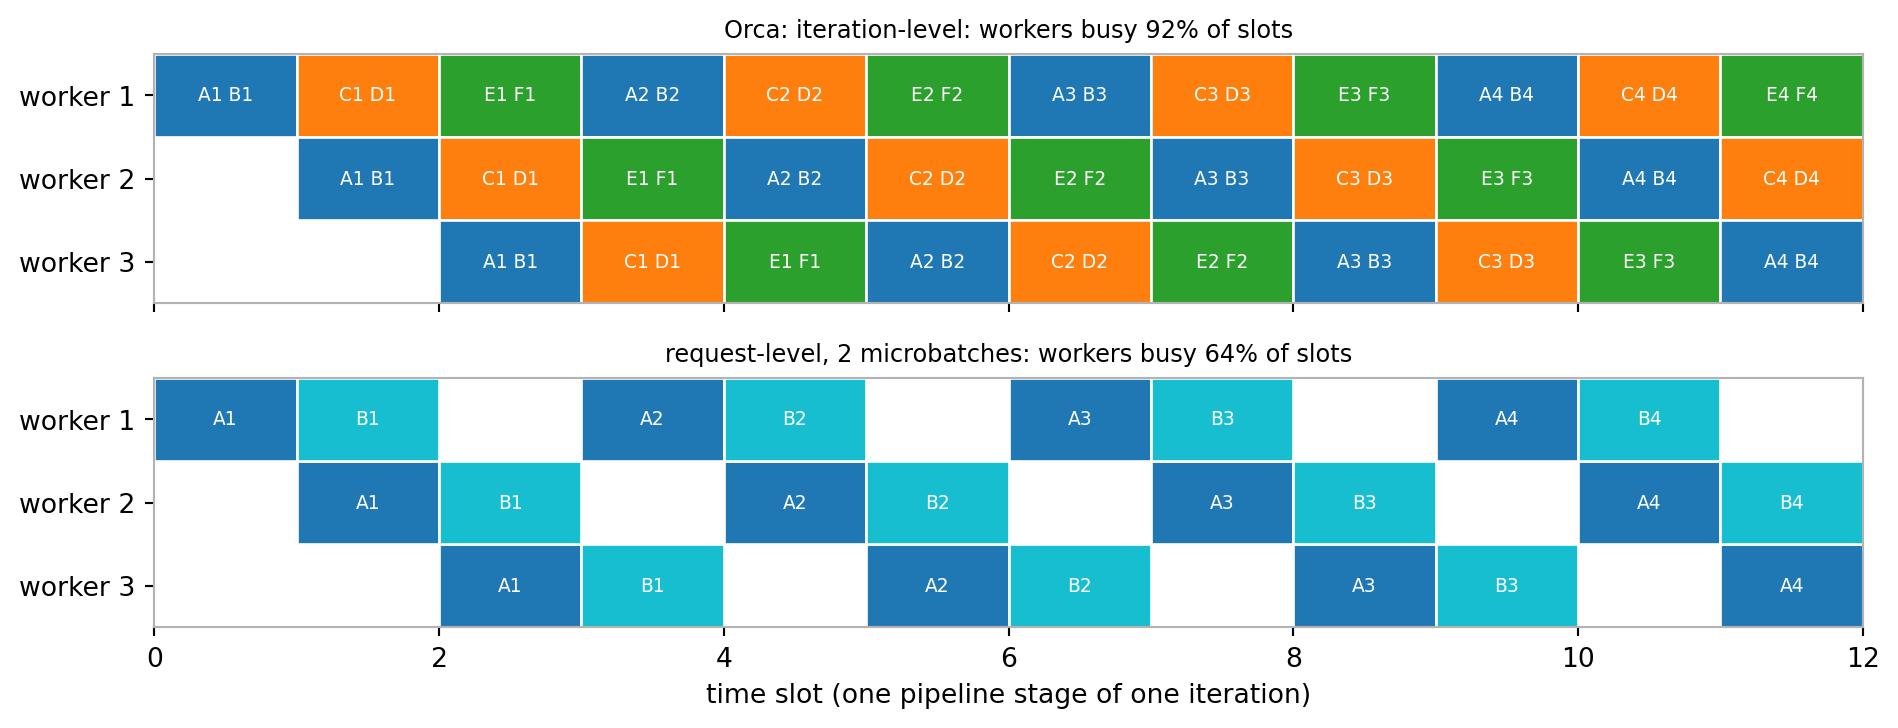 Orca: iteration-level: workers busy 92% of slots
worker 1 A1 B1 C1 D1 E1 F1 A2 B2 C2 D2 E2 F2 A3 B3 C3 D3 E3 F3 A4 B4 C4 D4 E4 F4
worker 2 A1 B1 C1 D1 E1 F1 A2 B2 C2 D2 E2 F2 A3 B3 C3 D3 E3 F3 A4 B4 C4 D4
worker 3 A1 B1 C1 D1 E1 F1 A2 B2 C2 D2 E2 F2 A3 B3 C3 D3 E3 F3 A4 B4
request-level, 2 microbatches: workers busy 64% of slots
worker 1 A1 B1 A2 B2 A3 B3 A4 B4
worker 2 A1 B1 A2 B2 A3 B3 A4 B4
worker 3 A1 B1 A2 B2 A3 B3 A4
0 2 4 6 8 10 12
time slot (one pipeline stage of one iteration)